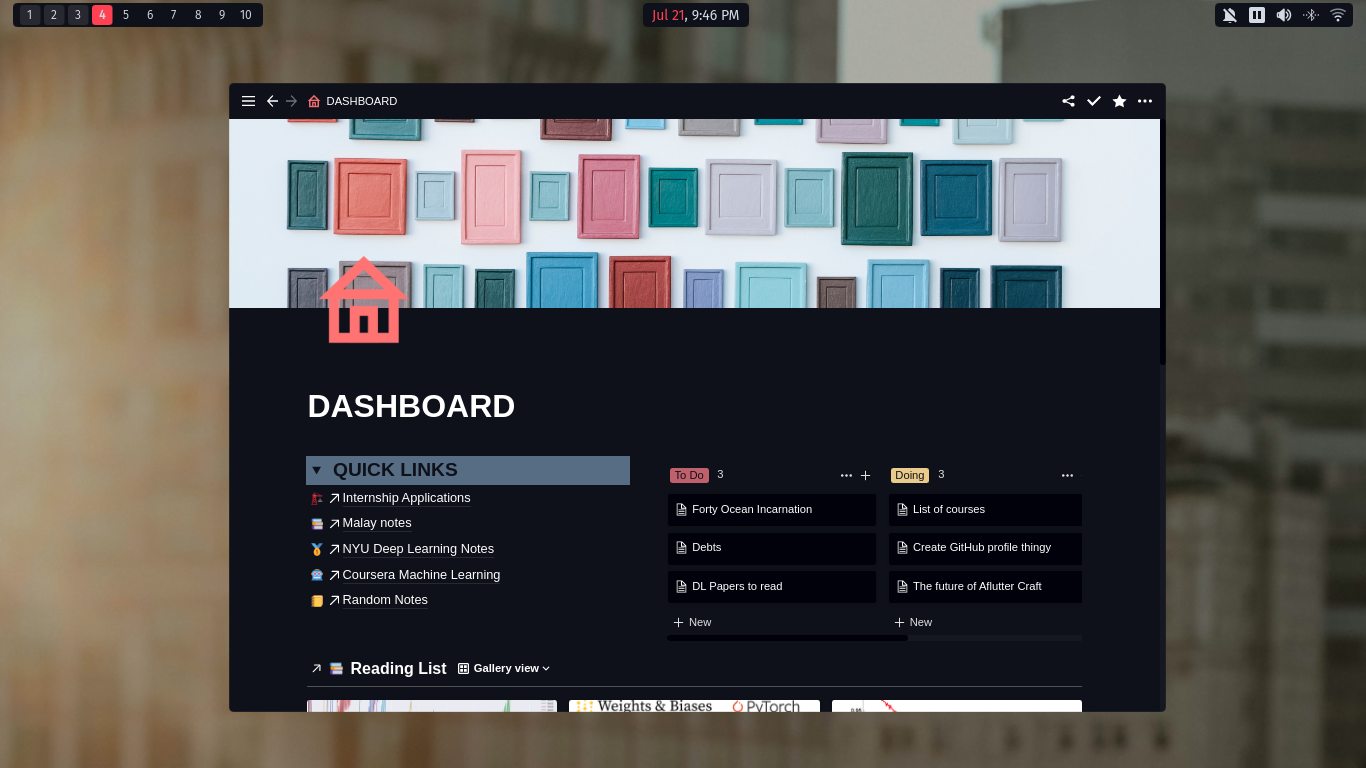 1 2 3 4 5 6 7 8 9 10
Jul 21, 9:46 PM
DASHBOARD
DASHBOARD
QUICK LINKS
Internship Applications
Malay notes
NYU Deep Learning Notes
Coursera Machine Learning
Random Notes
To Do 3
Forty Ocean Incarnation
Debts
DL Papers to read
New
Doing 3
List of courses
Create GitHub profile thingy
The future of Aflutter Craft
New
Reading List Gallery view
Weights & Biases PyTorch